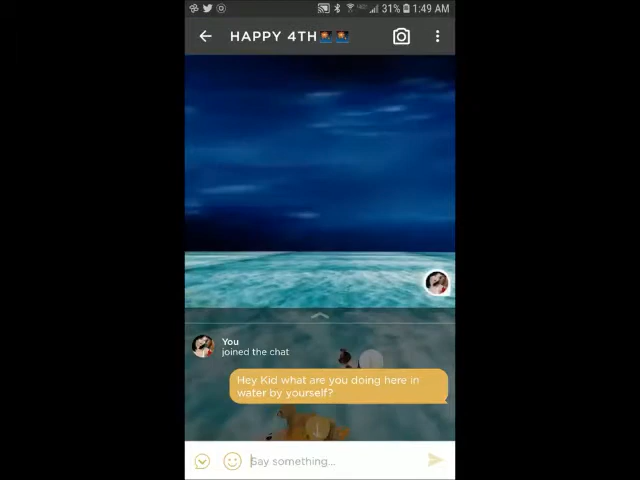 31% 1:49 AM
HAPPY 4TH
You
joined the chat
Hey Kid what are you doing here in
water by yourself?
Say something...